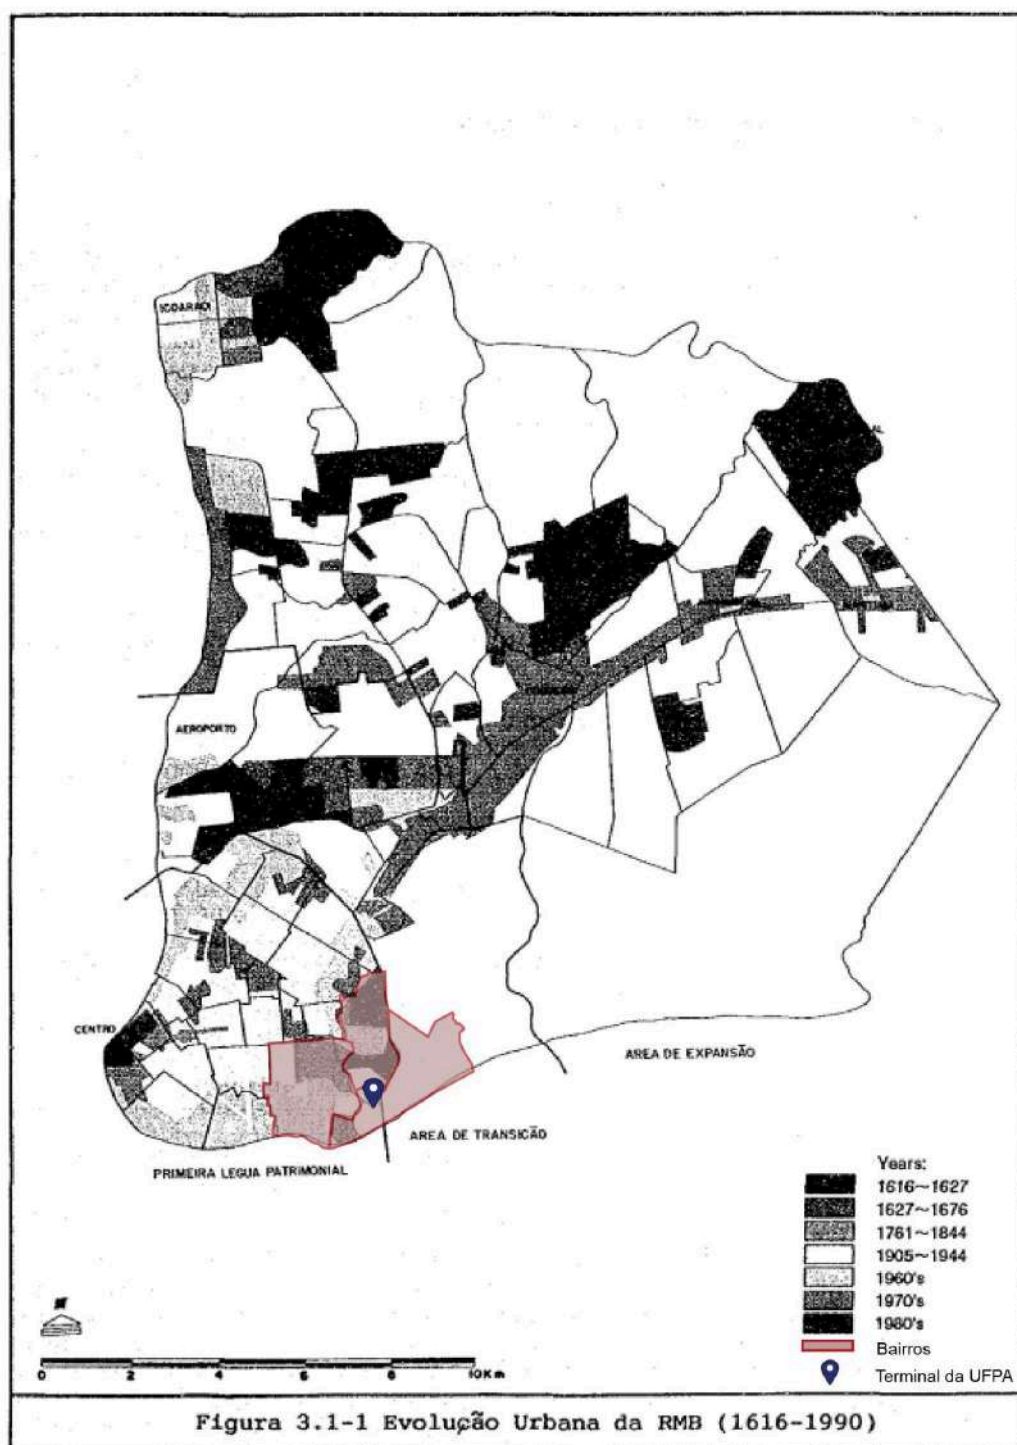 ICOARACI
AEROPORTO
CENTRO
AREA DE EXPANSÃO
AREA DE TRANSICÃO
PRIMEIRA LEGUA PATRIMONIAL
Years:
1616~1627
1627~1676
1761~1844
1905~1944
1960's
1970's
1980's
Bairros
Terminal da UFPA
0 2 4 6 8 10Km
Figura 3.1-1 Evolução Urbana da RMB (1616-1990)